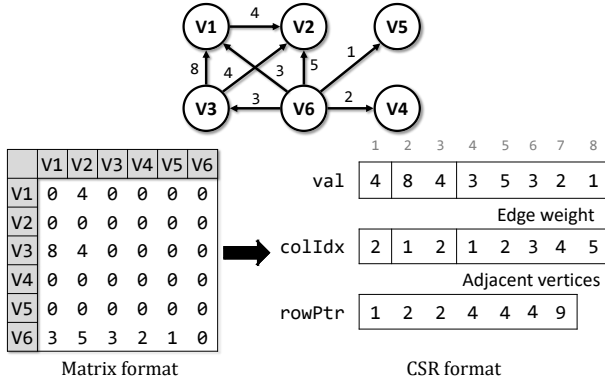 4
V1 V2 V5
8 4 3 5 1
3 2
V3 V6 V4
1 2 3 4 5 6 7 8
val 4 8 4 3 5 3 2 1
Edge weight
colIdx 2 1 2 1 2 3 4 5
Adjacent vertices
rowPtr 1 2 2 4 4 4 9
V1 V2 V3 V4 V5 V6
V1 0 4 0 0 0 0
V2 0 0 0 0 0 0
V3 8 4 0 0 0 0
V4 0 0 0 0 0 0
V5 0 0 0 0 0 0
V6 3 5 3 2 1 0
Matrix format
CSR format